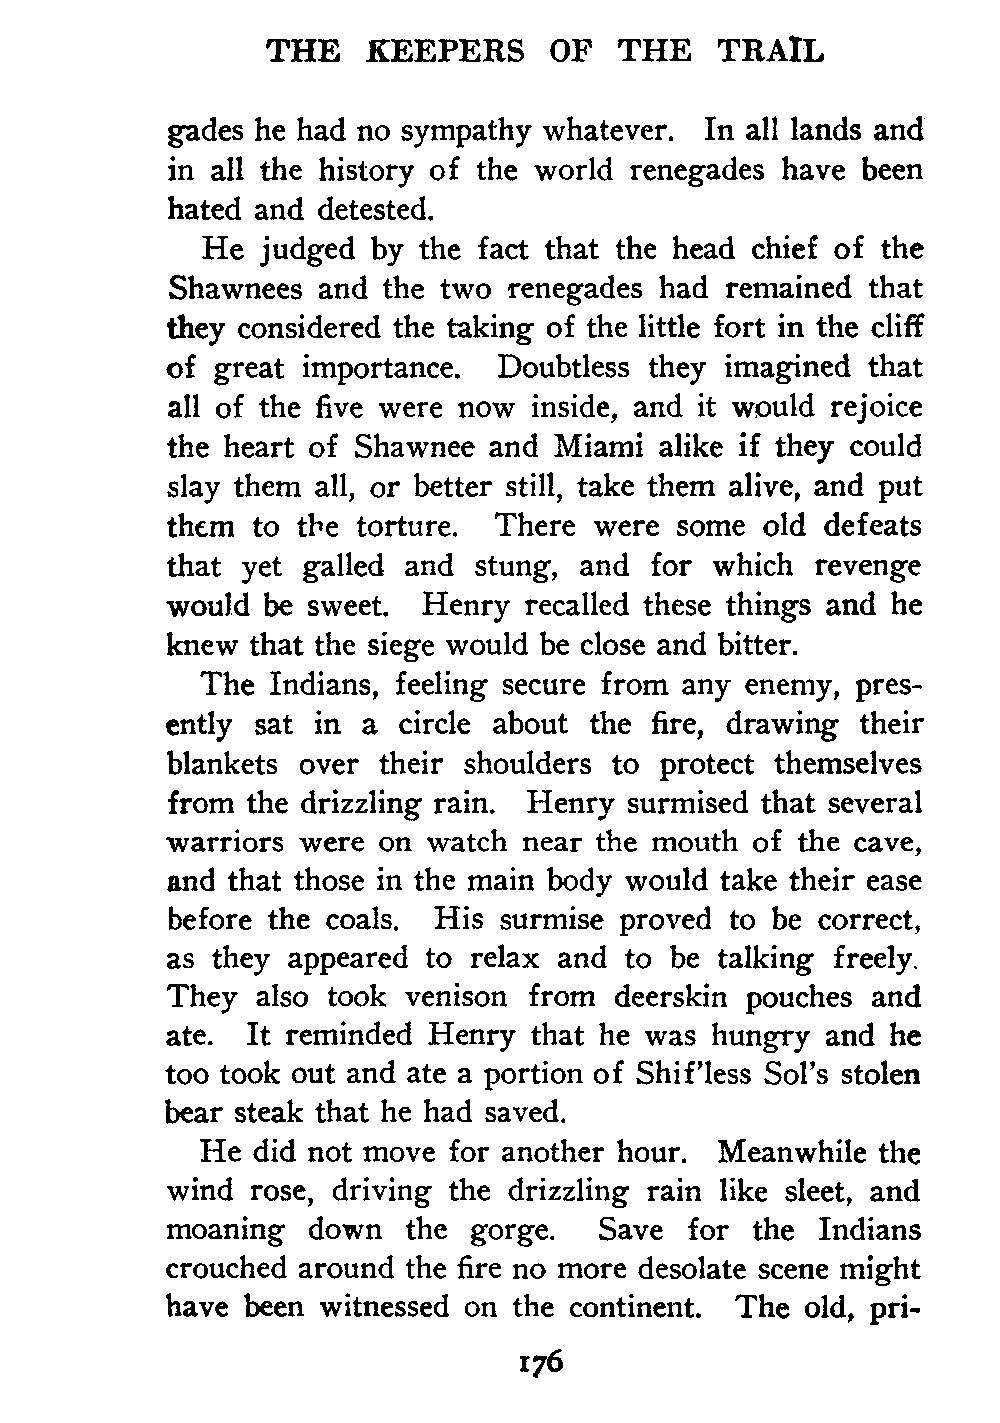 THE KEEPERS OF THE TRAIL
gades he had no sympathy whatever. In all lands and
in all the history of the world renegades have been
hated and detested.
He judged by the fact that the head chief of the
Shawnees and the two renegades had remained that
they considered the taking of the little fort in the cliff
of great importance. Doubtless they imagined that
all of the five were now inside, and it would rejoice
the heart of Shawnee and Miami alike if they could
slay them all, or better still, take them alive, and put
them to the torture. There were some old defeats
that yet galled and stung, and for which revenge
would be sweet. Henry recalled these things and he
knew that the siege would be close and bitter.
The Indians, feeling secure from any enemy, pres-
ently sat in a circle about the fire, drawing their
blankets over their shoulders to protect themselves
from the drizzling rain. Henry surmised that several
warriors were on watch near the mouth of the cave,
and that those in the main body would take their ease
before the coals. His surmise proved to be correct,
as they appeared to relax and to be talking freely.
They also took venison from deerskin pouches and
ate. It reminded Henry that he was hungry and he
too took out and ate a portion of Shif'less Sol's stolen
bear steak that he had saved.
He did not move for another hour. Meanwhile the
wind rose, driving the drizzling rain like sleet, and
moaning down the gorge. Save for the Indians
crouched around the fire no more desolate scene might
have been witnessed on the continent. The old, pri-
176